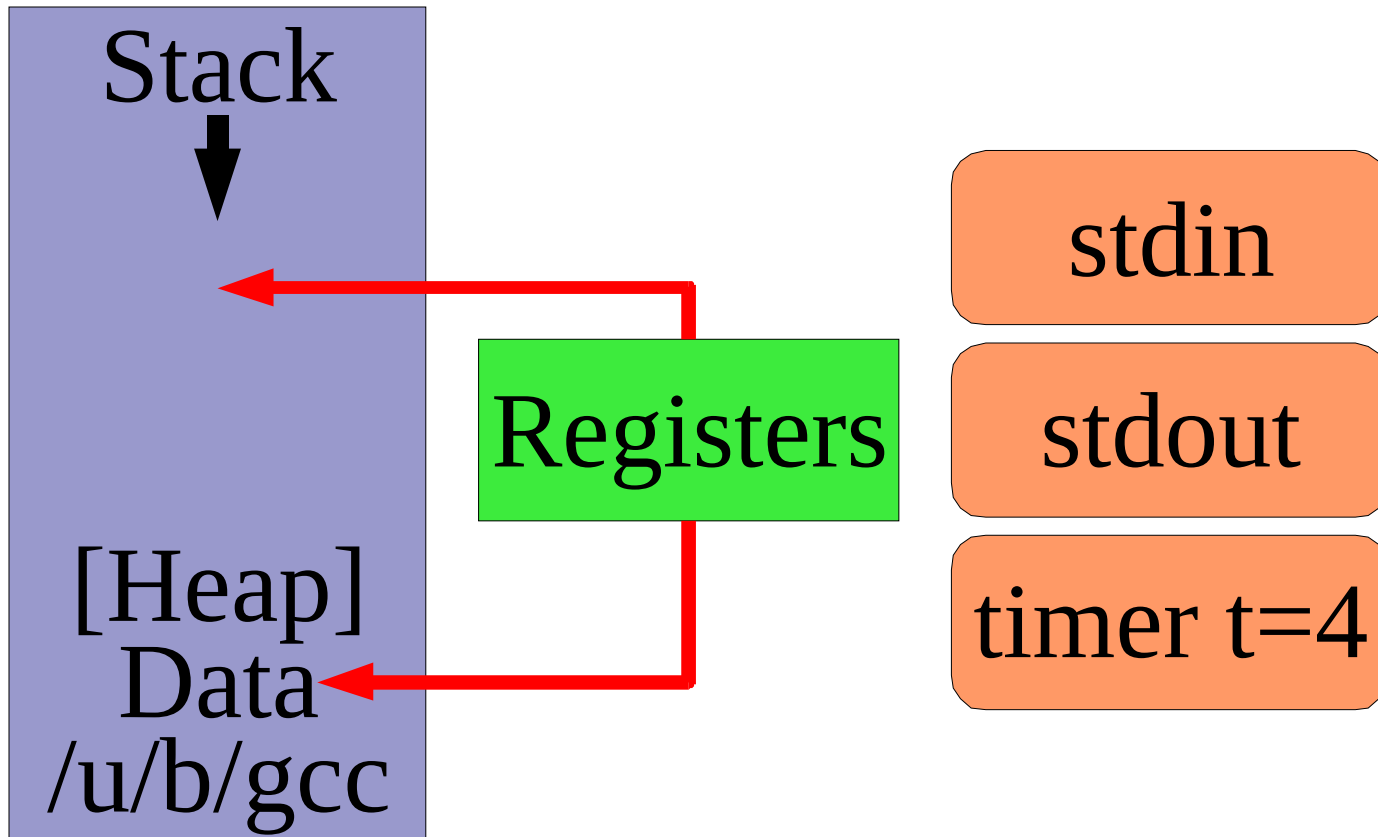 Stack
[Heap]
Data
/u/b/gcc
Registers
stdin
stdout
timer t=4